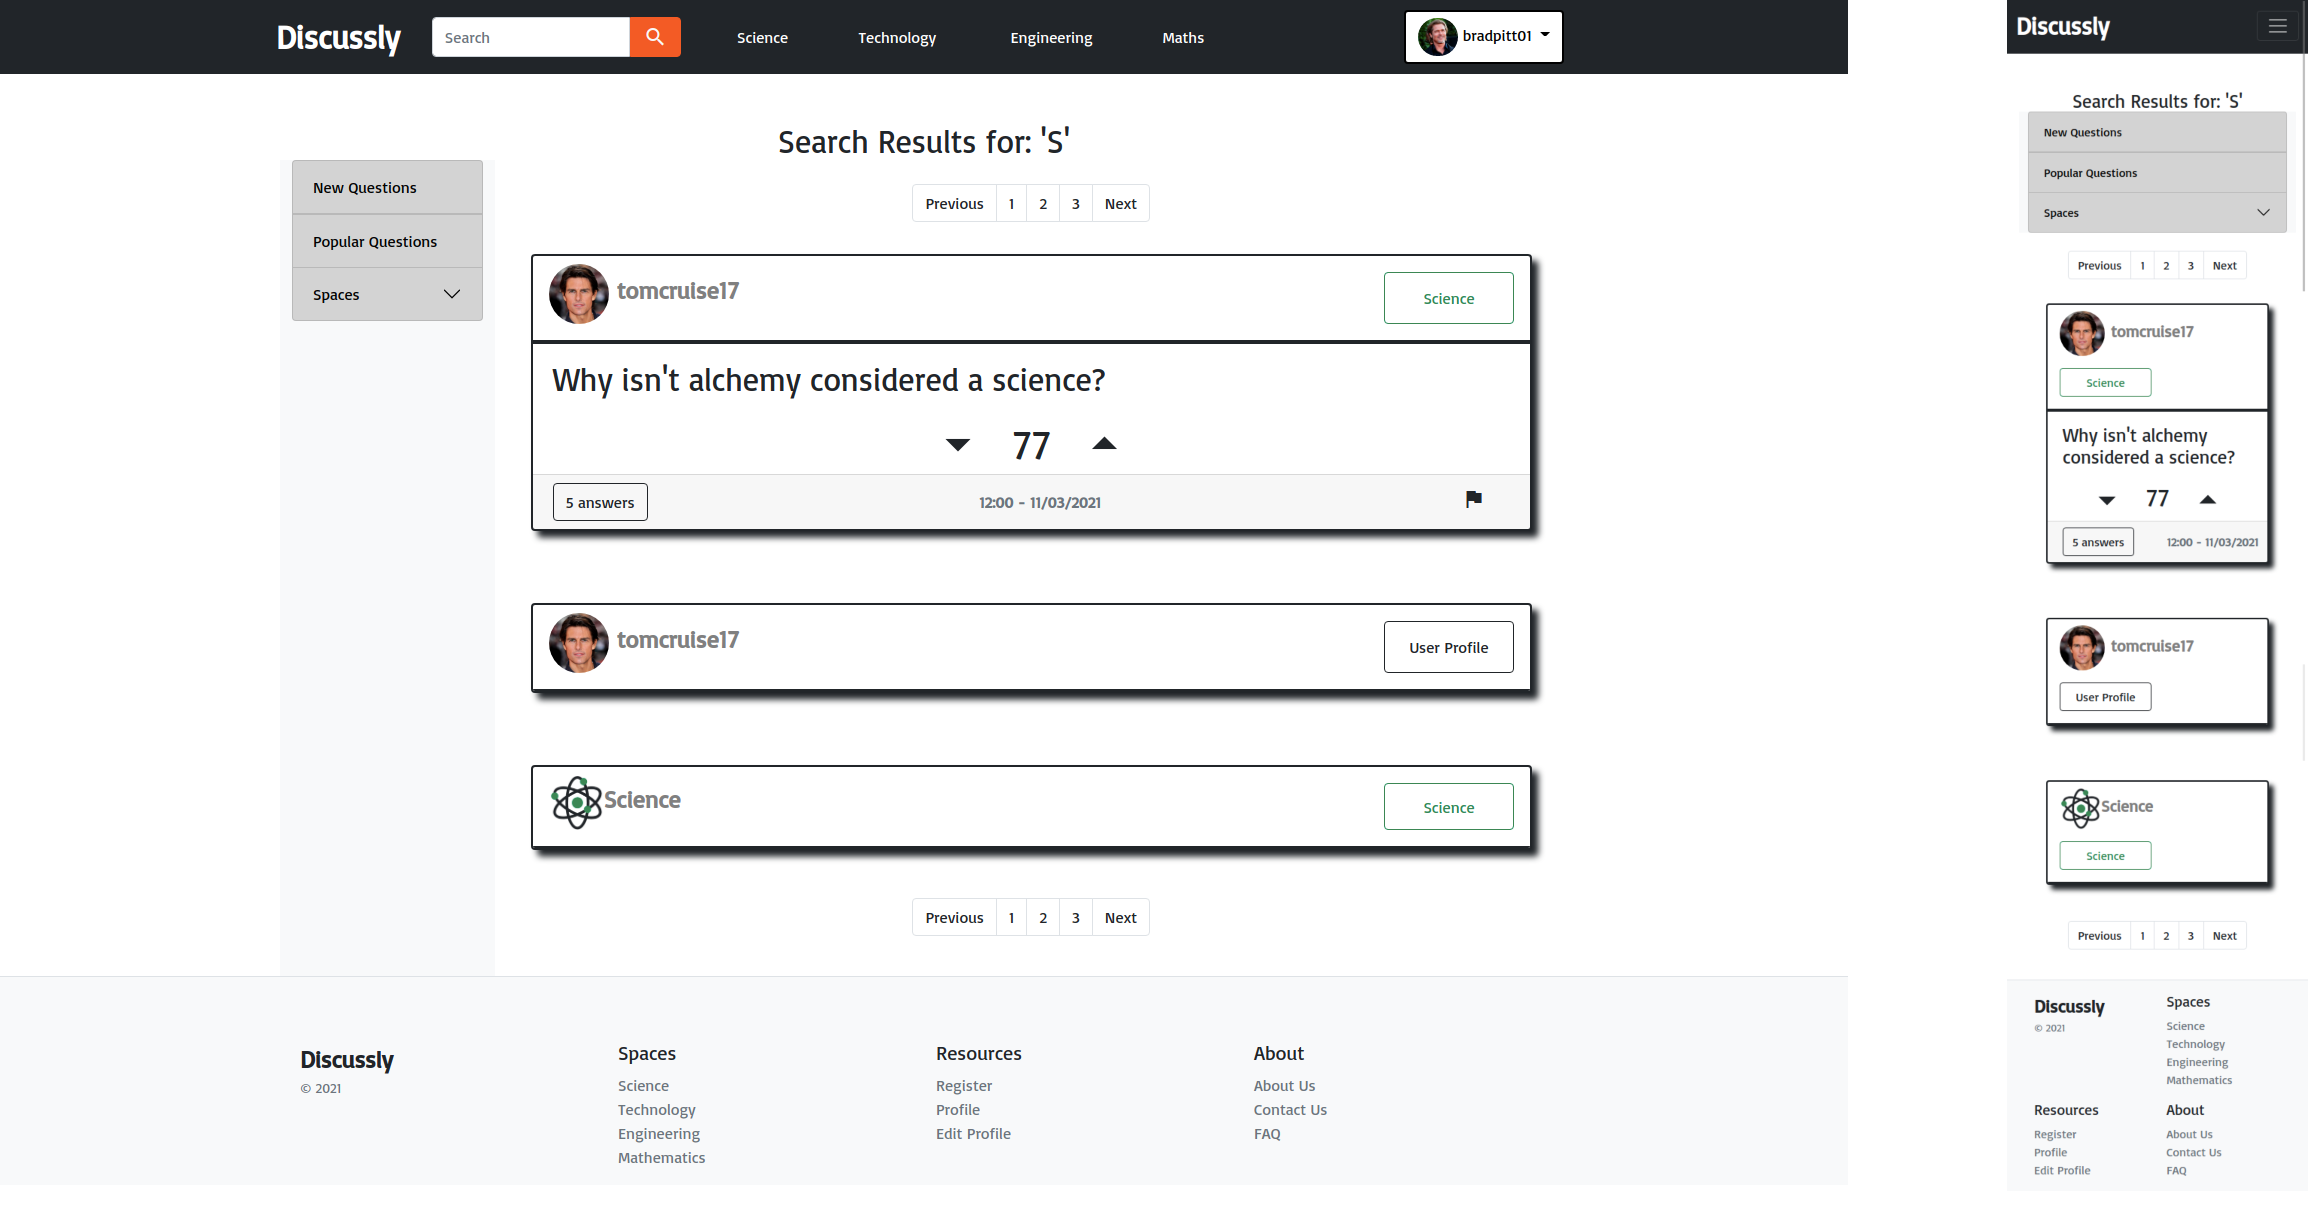 Discussly
Search
Science
Technology
Engineering
Maths
bradpitt01
Search Results for: 'S'
New Questions
Popular Questions
Spaces
Previous 1 2 3 Next
tomcruise17
Science
Why isn't alchemy considered a science?
77
5 answers
12:00 - 11/03/2021
tomcruise17
User Profile
Science
Science
Previous 1 2 3 Next
Discussly
© 2021
Spaces
Science
Technology
Engineering
Mathematics
Resources
Register
Profile
Edit Profile
About
About Us
Contact Us
FAQ
Discussly
Search Results for: 'S'
New Questions
Popular Questions
Spaces
Previous 1 2 3 Next
tomcruise17
Science
Why isn't alchemy
considered a science?
77
5 answers
12:00 - 11/03/2021
tomcruise17
User Profile
Science
Science
Previous 1 2 3 Next
Discussly
© 2021
Spaces
Science
Technology
Engineering
Mathematics
Resources
Register
Profile
Edit Profile
About
About Us
Contact Us
FAQ